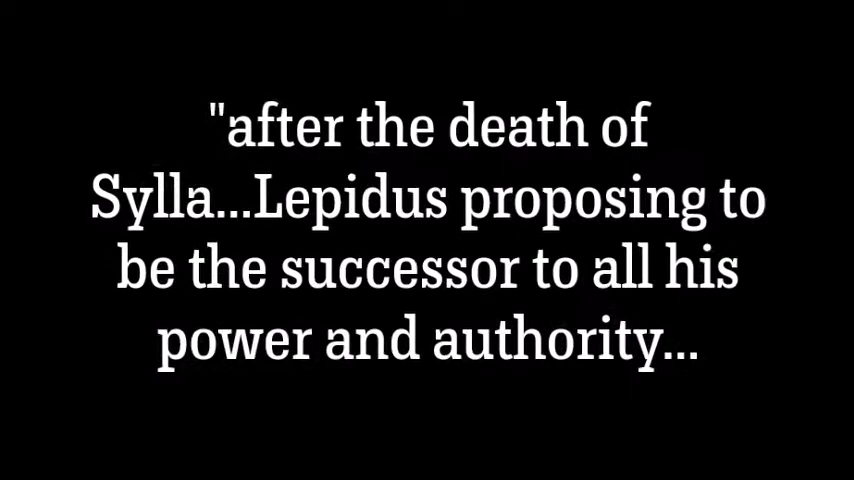 "after the death of
Sylla...Lepidus proposing to
be the successor to all his
power and authority...